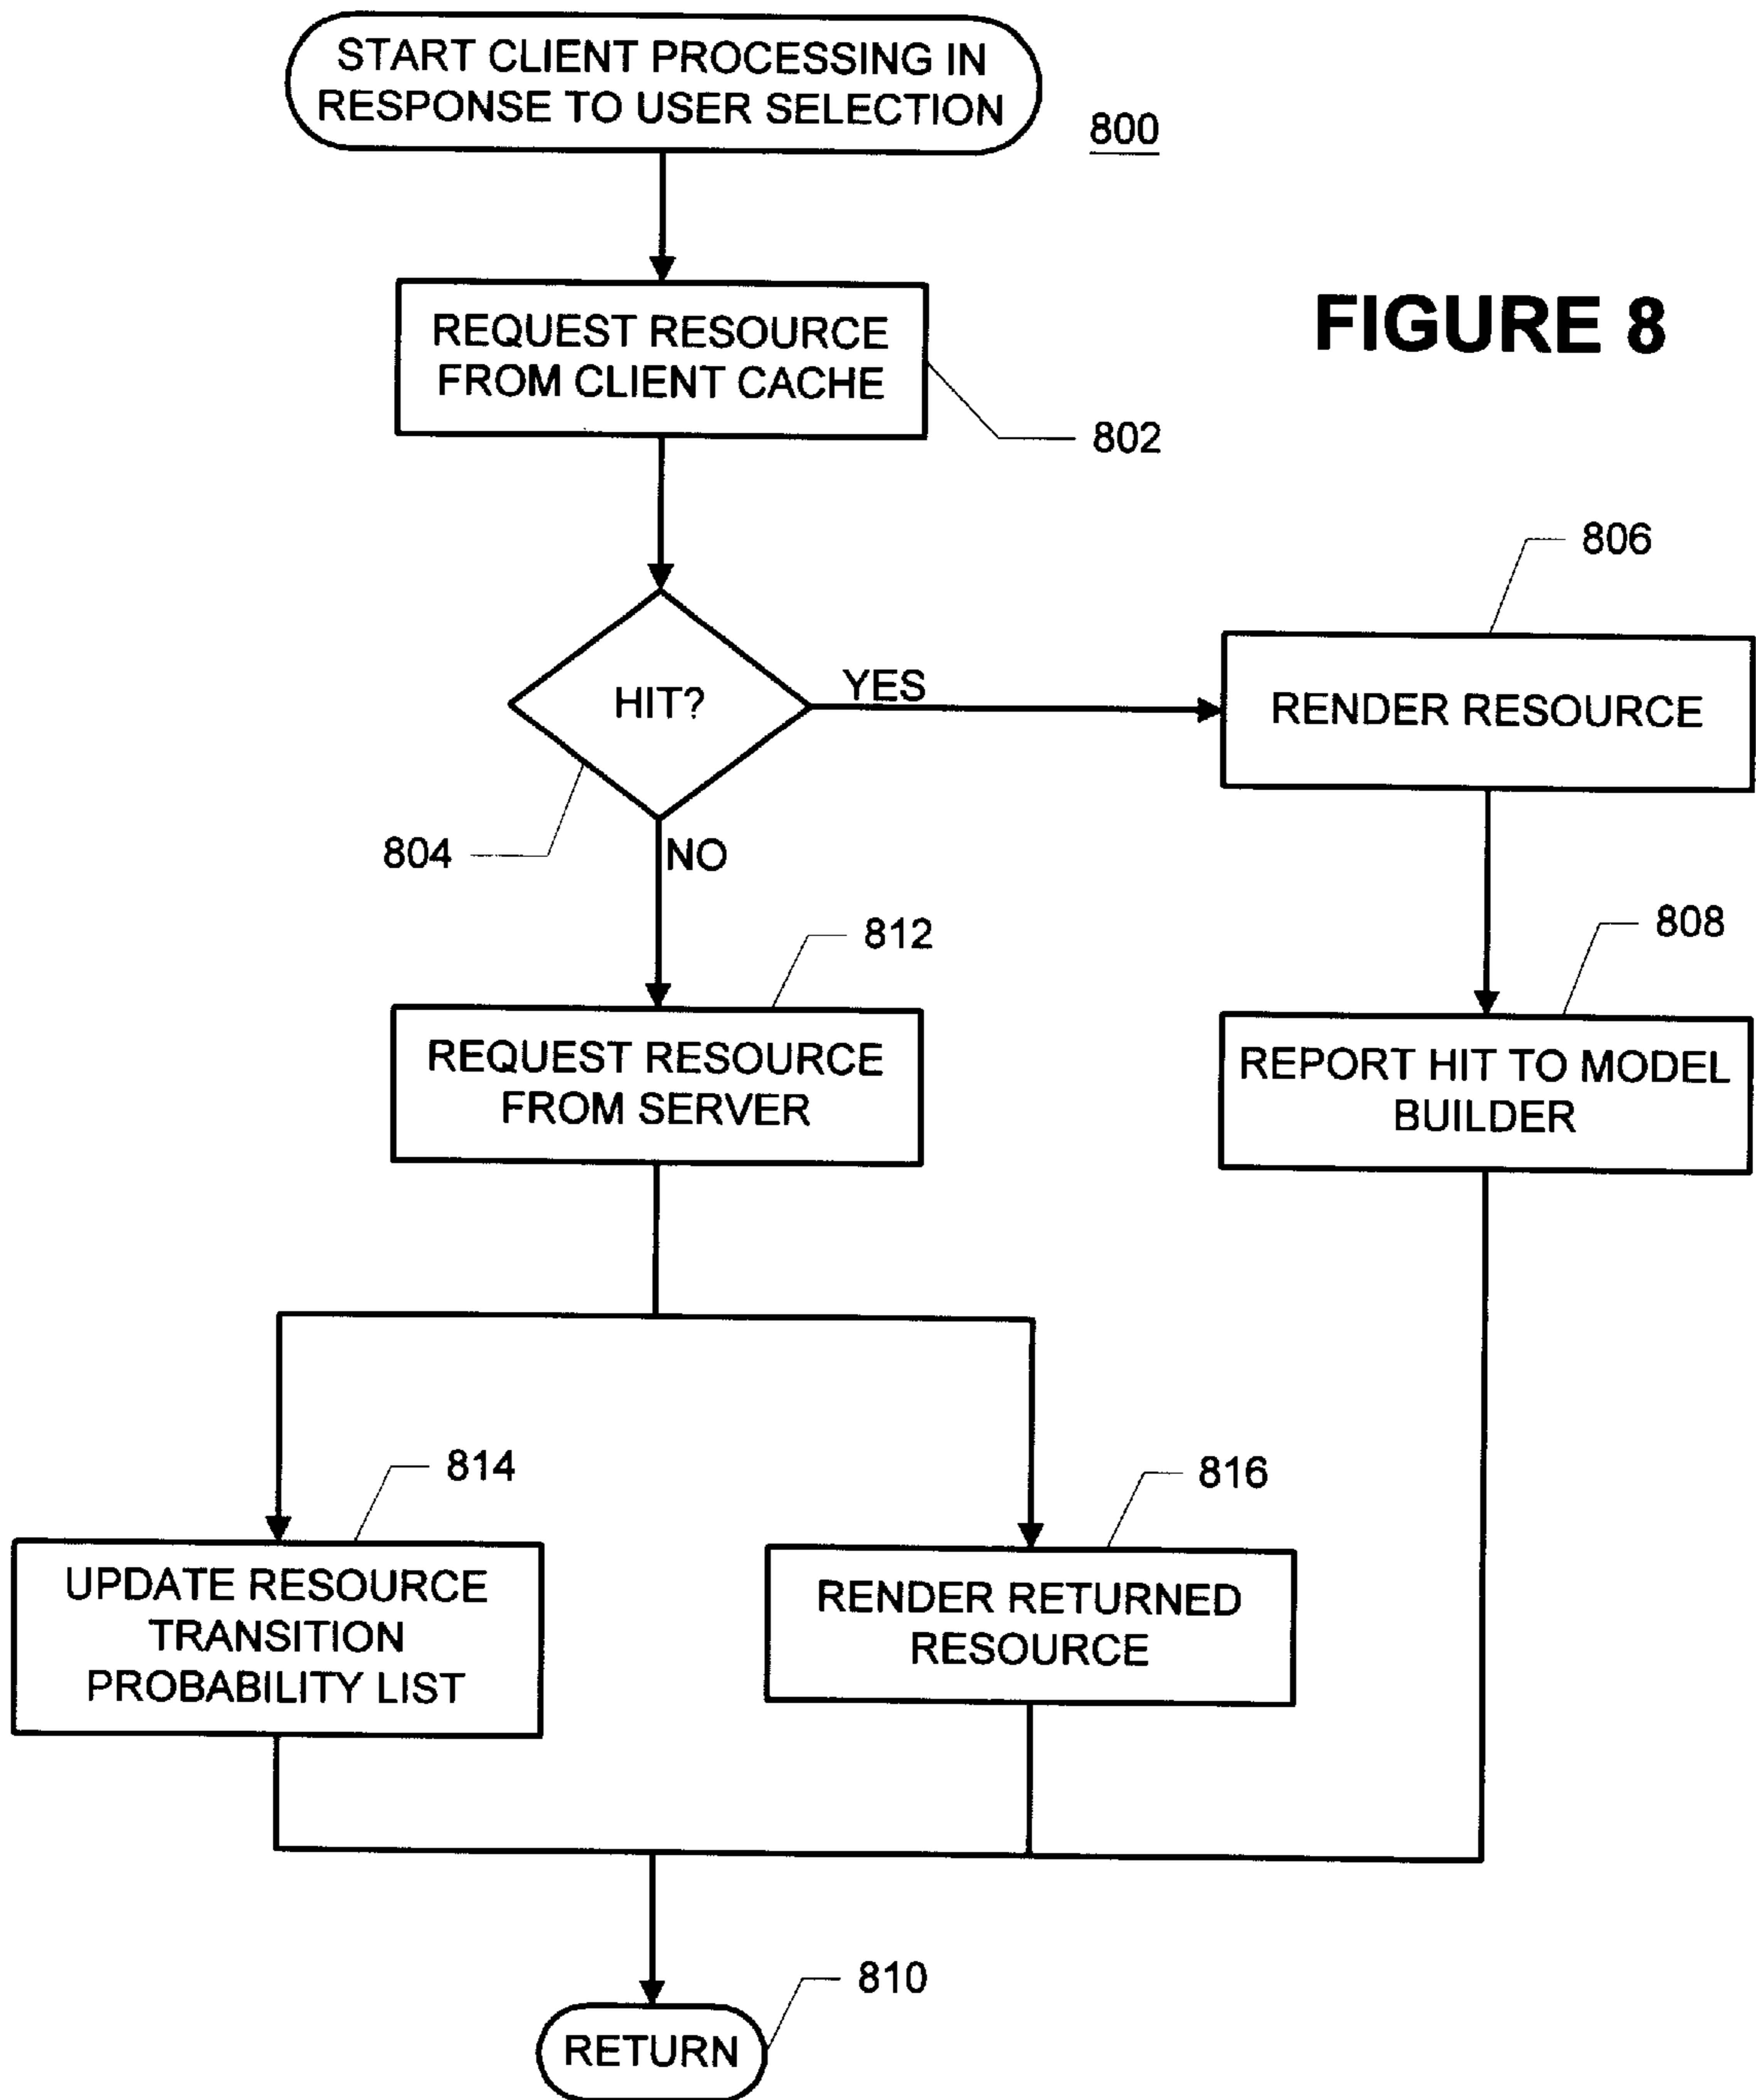 START CLIENT PROCESSING IN
RESPONSE TO USER SELECTION
800
FIGURE 8
REQUEST RESOURCE
FROM CLIENT CACHE
802
806
HIT?
YES
RENDER RESOURCE
804
NO
812
808
REQUEST RESOURCE
FROM SERVER
REPORT HIT TO MODEL
BUILDER
814
816
UPDATE RESOURCE
TRANSITION
PROBABILITY LIST
RENDER RETURNED
RESOURCE
810
RETURN